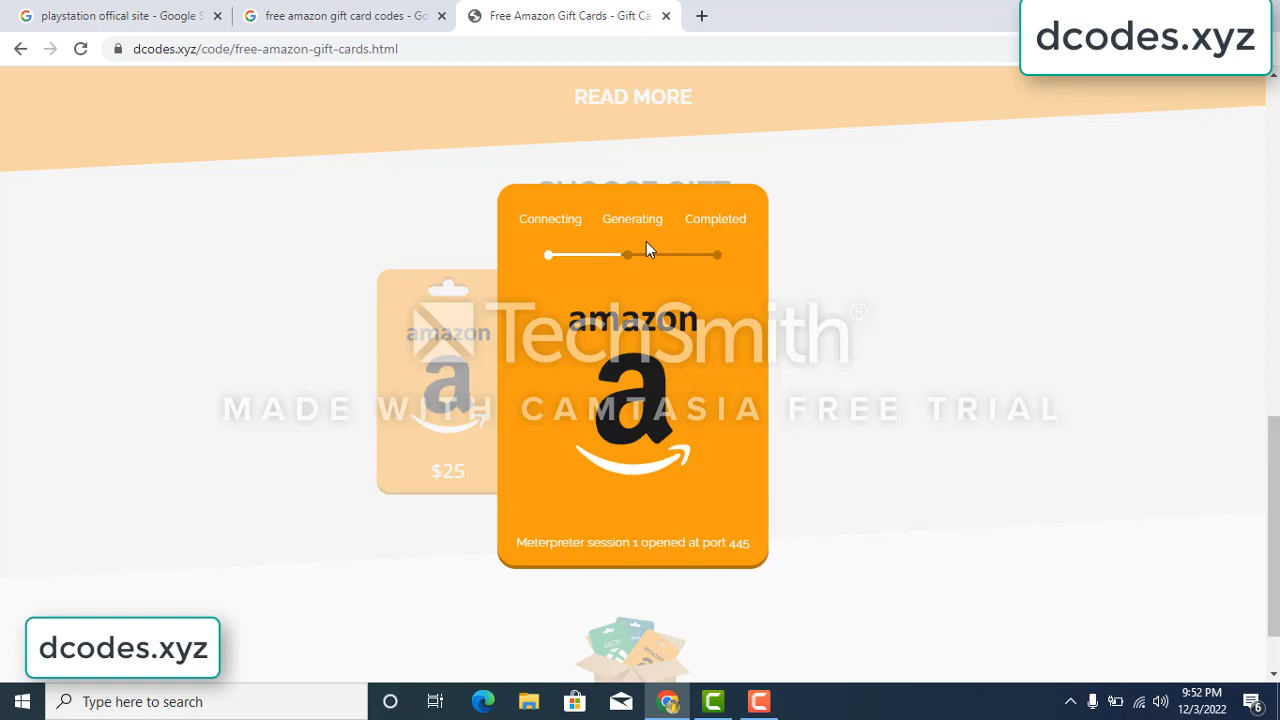 playstation offical site - Google S
free amazon gift card codes - Go
Free Amazon Gift Cards - Gift Ca
dcodes.xyz/code/free-amazon-gift-cards.html
dcodes.xyz
READ MORE
CHOOSE GIFT
Connecting Generating Completed
amazon
a
amazon
a
$25
TechSmith®
MADE WITH CAMTASIA FREE TRIAL
Meterpreter session 1 opened at port 445
dcodes.xyz
Type here to search
9:52 PM
12/3/2022
6